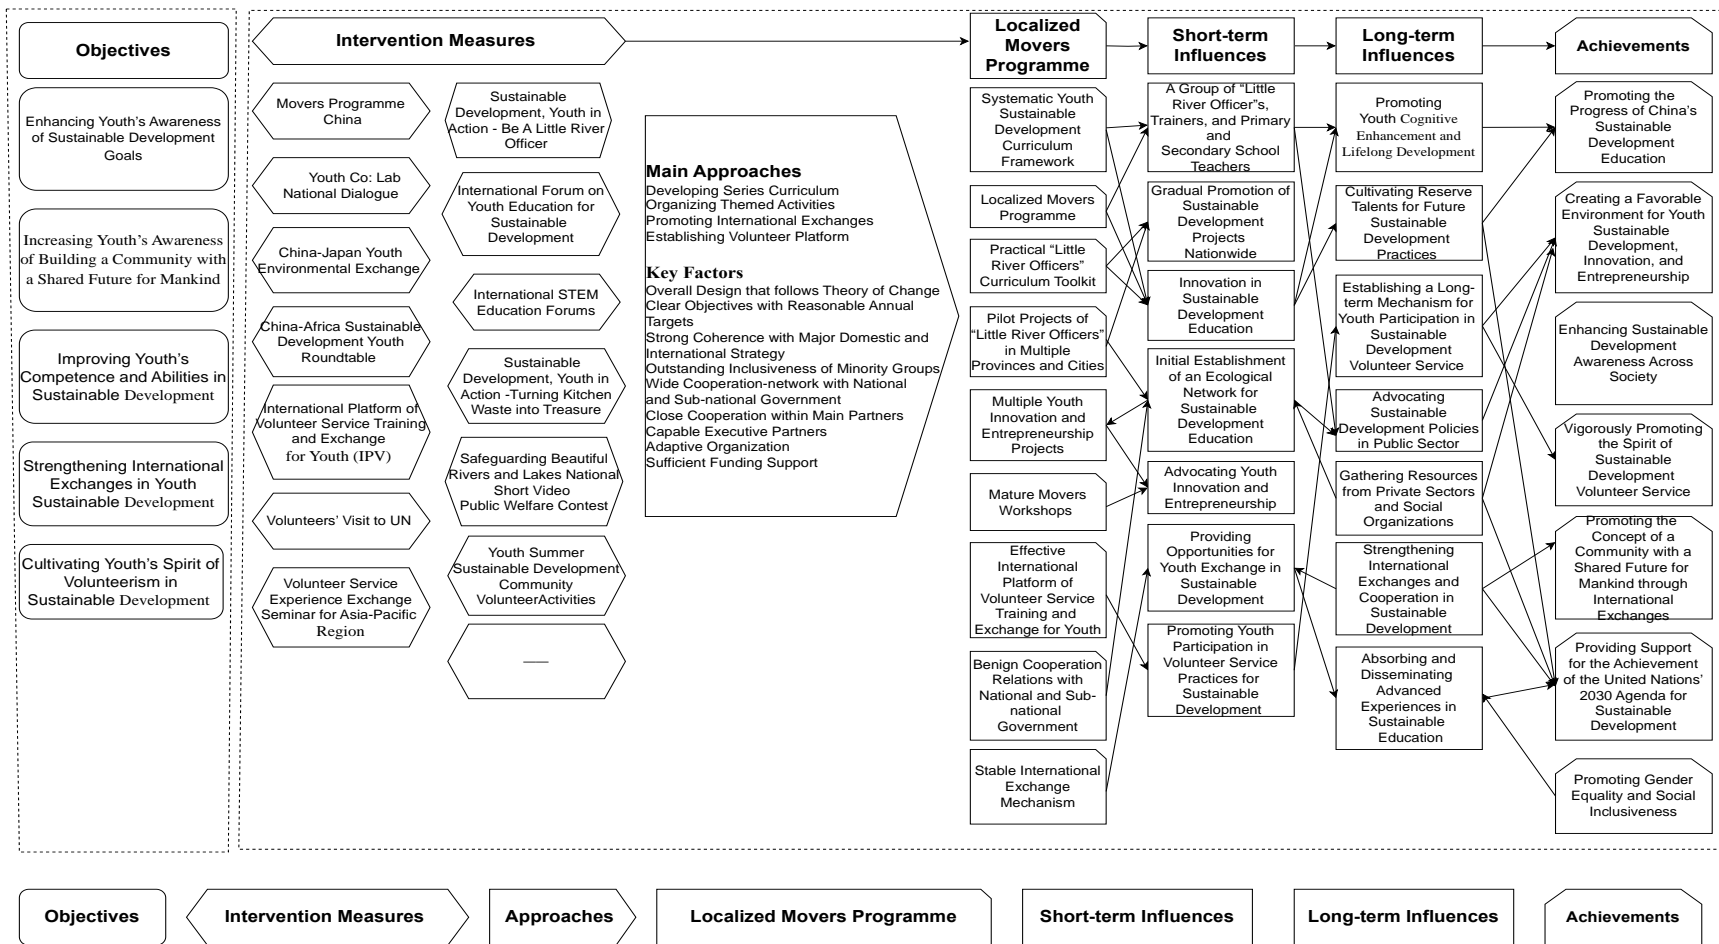 Objectives
Enhancing Youth's Awareness
of Sustainable Development
Goals
Increasing Youth's Awareness
of Building a Community with
a Shared Future for Mankind
Improving Youth's
Competence and Abilities in
Sustainable Development
Strengthening International
Exchanges in Youth
Sustainable Development
Cultivating Youth's Spirit of
Volunteerism in
Sustainable Development
Intervention Measures
Movers Programme
China
Youth Co: Lab
National Dialogue
China-Japan Youth
Environmental Exchange
China-Africa Sustainable
Development Youth
Roundtable
International Platform of
Volunteer Service Training
and Exchange
for Youth (IPV)
Volunteers' Visit to UN
Volunteer Service
Experience Exchange
Seminar for Asia-Pacific
Region
Sustainable
Development, Youth in
Action - Be A Little River
Officer
International Forum on
Youth Education for
Sustainable
Development
International STEM
Education Forums
Sustainable
Development, Youth in
Action -Turning Kitchen
Waste into Treasure
Safeguarding Beautiful
Rivers and Lakes National
Short Video
Public Welfare Contest
Youth Summer
Sustainable Development
Community
VolunteerActivities
——
Main Approaches
Developing Series Curriculum
Organizing Themed Activities
Promoting International Exchanges
Establishing Volunteer Platform
Key Factors
Overall Design that follows Theory of Change
Clear Objectives with Reasonable Annual
Targets
Strong Coherence with Major Domestic and
International Strategy
Outstanding Inclusiveness of Minority Groups
Wide Cooperation-network with National
and Sub-national Government
Close Cooperation within Main Partners
Capable Executive Partners
Adaptive Organization
Sufficient Funding Support
Localized
Movers
Programme
Systematic Youth
Sustainable
Development
Curriculum
Framework
Localized Movers
Programme
Practical "Little
River Officers"
Curriculum Toolkit
Pilot Projects of
"Little River Officers"
in Multiple
Provinces and Cities
Multiple Youth
Innovation and
Entrepreneurship
Projects
Mature Movers
Workshops
Effective
International
Platform of
Volunteer Service
Training and
Exchange for Youth
Benign Cooperation
Relations with
National and Sub-
national
Government
Stable International
Exchange
Mechanism
Short-term
Influences
A Group of "Little
River Officer"s,
Trainers, and Primary
and
Secondary School
Teachers
Gradual Promotion of
Sustainable
Development
Projects
Nationwide
Innovation in
Sustainable
Development
Education
Initial Establishment
of an Ecological
Network for
Sustainable
Development
Education
Advocating Youth
Innovation and
Entrepreneurship
Providing
Opportunities for
Youth Exchange in
Sustainable
Development
Promoting Youth
Participation in
Volunteer Service
Practices for
Sustainable
Development
Long-term
Influences
Promoting
Youth Cognitive
Enhancement and
Lifelong Development
Cultivating Reserve
Talents for Future
Sustainable
Development
Practices
Establishing a Long-
term Mechanism for
Youth Participation in
Sustainable
Development
Volunteer Service
Advocating
Sustainable
Development Policies
in Public Sector
Gathering Resources
from Private Sectors
and Social
Organizations
Strengthening
International
Exchanges and
Cooperation in
Sustainable
Development
Absorbing and
Disseminating
Advanced
Experiences in
Sustainable
Education
Achievements
Promoting the
Progress of China's
Sustainable
Development
Education
Creating a Favorable
Environment for Youth
Sustainable
Development,
Innovation, and
Entrepreneurship
Enhancing Sustainable
Development
Awareness Across
Society
Vigorously Promoting
the Spirit of
Sustainable
Development
Volunteer Service
Promoting the
Concept of a
Community with a
Shared Future for
Mankind through
International
Exchanges
Providing Support
for the Achievement
of the United Nations'
2030 Agenda for
Sustainable
Development
Promoting Gender
Equality and Social
Inclusiveness
Objectives
Intervention Measures
Approaches
Localized Movers Programme
Short-term Influences
Long-term Influences
Achievements